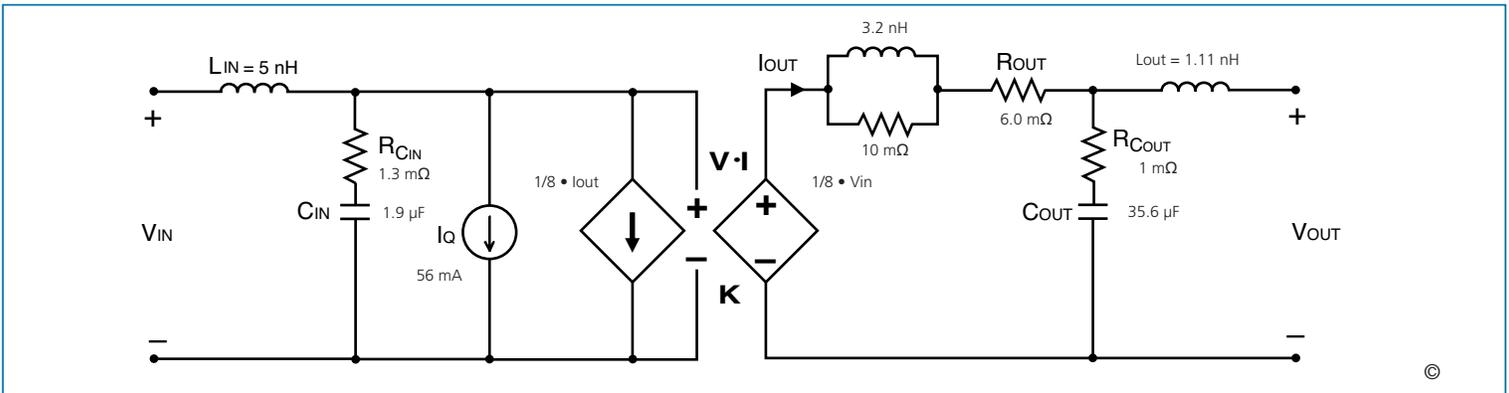 3.2 nH
LIN = 5 nH
IOUT
ROUT
Lout = 1.11 nH
+
+
6.0 mΩ
RCIN
1.3 mΩ
10 mΩ
RCOUT
1 mΩ
V•I
1/8 • Iout
1/8 • Vin
+
+
CIN
1.9 µF
COUT
35.6 µF
VIN
IQ
VOUT
−
−
56 mA
K
−
−
©